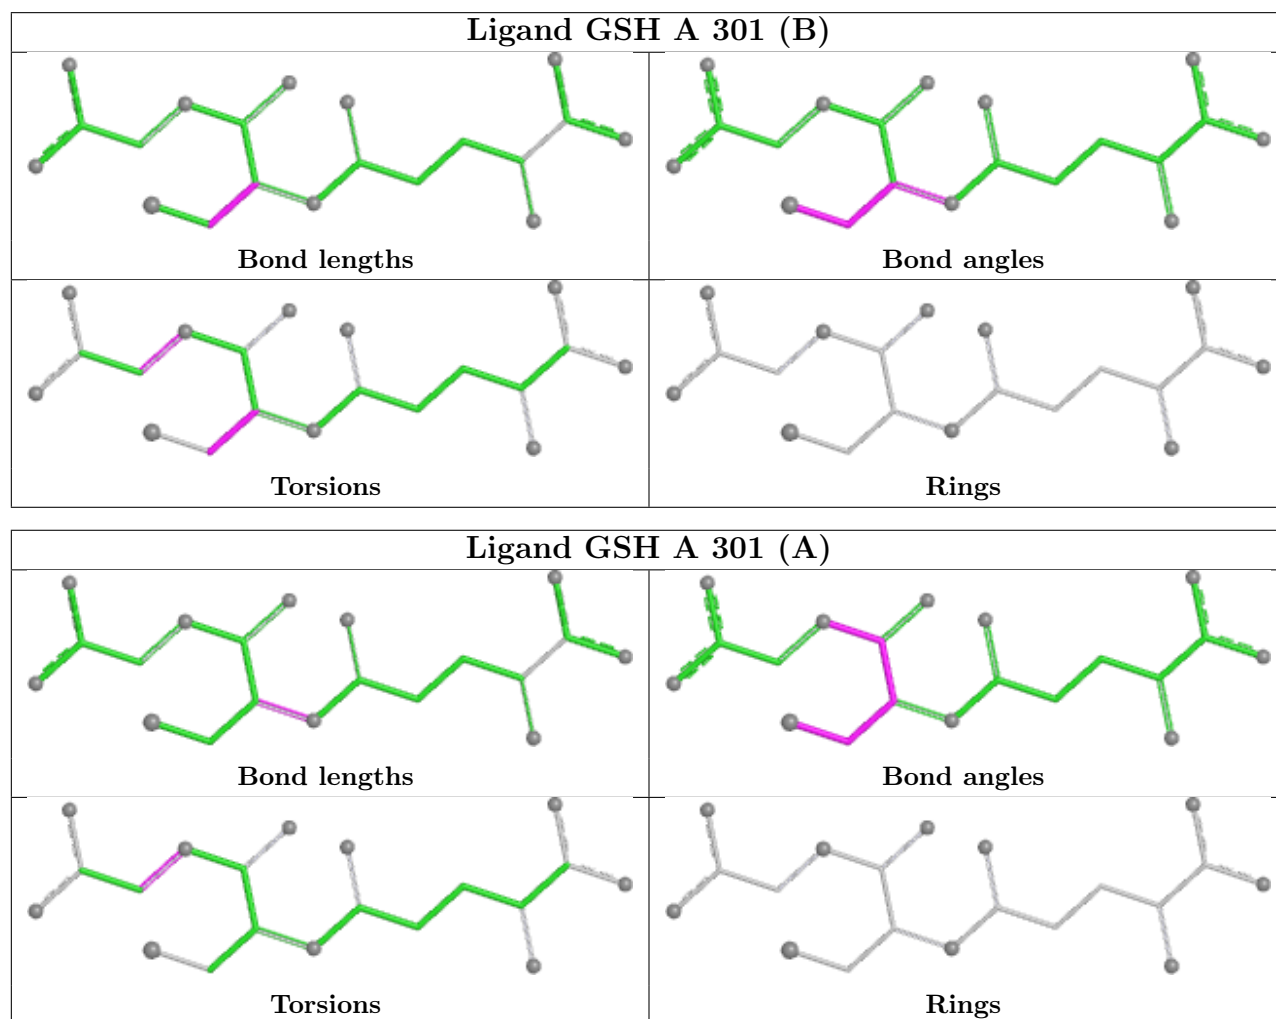 Ligand GSH A 301 (B)
Bond lengths
Bond angles
Torsions
Rings
Ligand GSH A 301 (A)
Bond lengths
Bond angles
Torsions
Rings